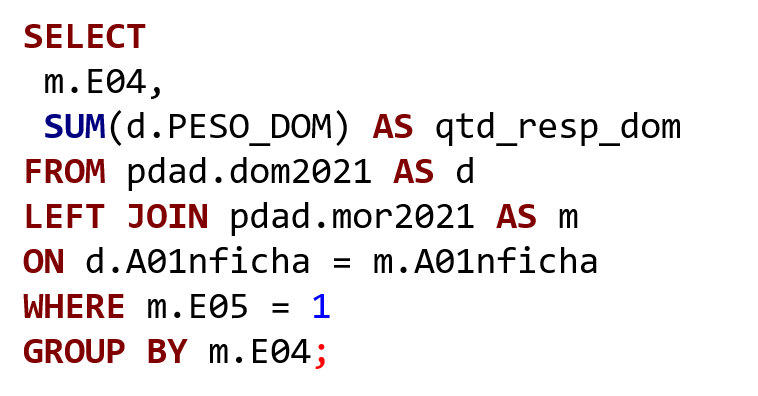 SELECT
m.E04,
SUM(d.PESO_DOM) AS qtd_resp_dom
FROM pdad.dom2021 AS d
LEFT JOIN pdad.mor2021 AS m
ON d.A01nficha = m.A01nficha
WHERE m.E05 = 1
GROUP BY m.E04;